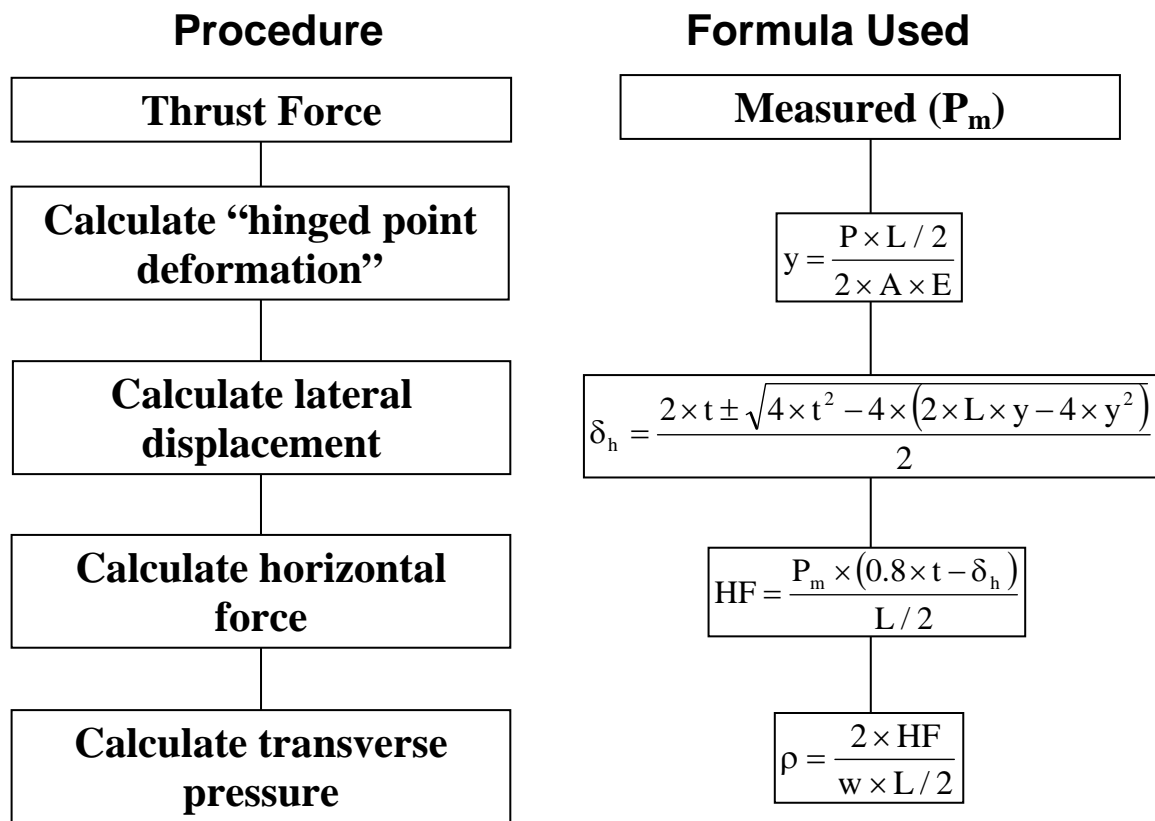 Procedure
Formula Used
Thrust Force
Measured (Pₘ)
Calculate “hinged point
deformation”
y = (P × L / 2) / (2 × A × E)
Calculate lateral
displacement
δₕ = (2 × t ± √(4 × t² − 4 × (2 × L × y − 4 × y²))) / 2
Calculate horizontal
force
HF = (Pₘ × (0.8 × t − δₕ)) / (L / 2)
Calculate transverse
pressure
ρ = (2 × HF) / (w × L / 2)